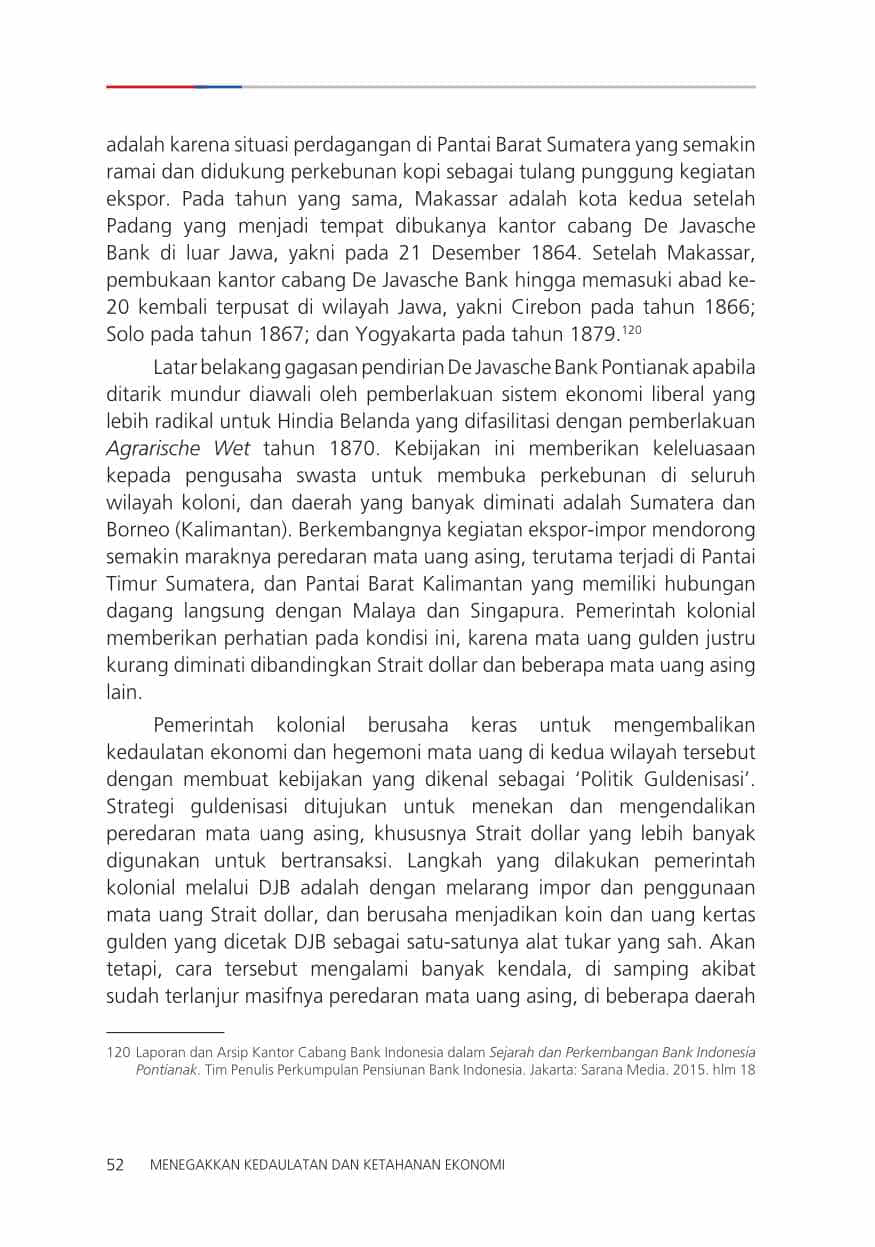 adalah karena situasi perdagangan di Pantai Barat Sumatera yang semakin
ramai dan didukung perkebunan kopi sebagai tulang punggung kegiatan
ekspor. Pada tahun yang sama, Makassar adalah kota kedua setelah
Padang yang menjadi tempat dibukanya kantor cabang De Javasche
Bank di luar Jawa, yakni pada 21 Desember 1864. Setelah Makassar,
pembukaan kantor cabang De Javasche Bank hingga memasuki abad ke-
20 kembali terpusat di wilayah Jawa, yakni Cirebon pada tahun 1866;
Solo pada tahun 1867; dan Yogyakarta pada tahun 1879.120
Latar belakang gagasan pendirian De Javasche Bank Pontianak apabila
ditarik mundur diawali oleh pemberlakuan sistem ekonomi liberal yang
lebih radikal untuk Hindia Belanda yang difasilitasi dengan pemberlakuan
Agrarische Wet tahun 1870. Kebijakan ini memberikan keleluasaan
kepada pengusaha swasta untuk membuka perkebunan di seluruh
wilayah koloni, dan daerah yang banyak diminati adalah Sumatera dan
Borneo (Kalimantan). Berkembangnya kegiatan ekspor-impor mendorong
semakin maraknya peredaran mata uang asing, terutama terjadi di Pantai
Timur Sumatera, dan Pantai Barat Kalimantan yang memiliki hubungan
dagang langsung dengan Malaya dan Singapura. Pemerintah kolonial
memberikan perhatian pada kondisi ini, karena mata uang gulden justru
kurang diminati dibandingkan Strait dollar dan beberapa mata uang asing
lain.
Pemerintah kolonial berusaha keras untuk mengembalikan
kedaulatan ekonomi dan hegemoni mata uang di kedua wilayah tersebut
dengan membuat kebijakan yang dikenal sebagai ‘Politik Guldenisasi’.
Strategi guldenisasi ditujukan untuk menekan dan mengendalikan
peredaran mata uang asing, khususnya Strait dollar yang lebih banyak
digunakan untuk bertransaksi. Langkah yang dilakukan pemerintah
kolonial melalui DJB adalah dengan melarang impor dan penggunaan
mata uang Strait dollar, dan berusaha menjadikan koin dan uang kertas
gulden yang dicetak DJB sebagai satu-satunya alat tukar yang sah. Akan
tetapi, cara tersebut mengalami banyak kendala, di samping akibat
sudah terlanjur masifnya peredaran mata uang asing, di beberapa daerah
120 Laporan dan Arsip Kantor Cabang Bank Indonesia dalam Sejarah dan Perkembangan Bank Indonesia
Pontianak. Tim Penulis Perkumpulan Pensiunan Bank Indonesia. Jakarta: Sarana Media. 2015. hlm 18
52 MENEGAKKAN KEDAULATAN DAN KETAHANAN EKONOMI